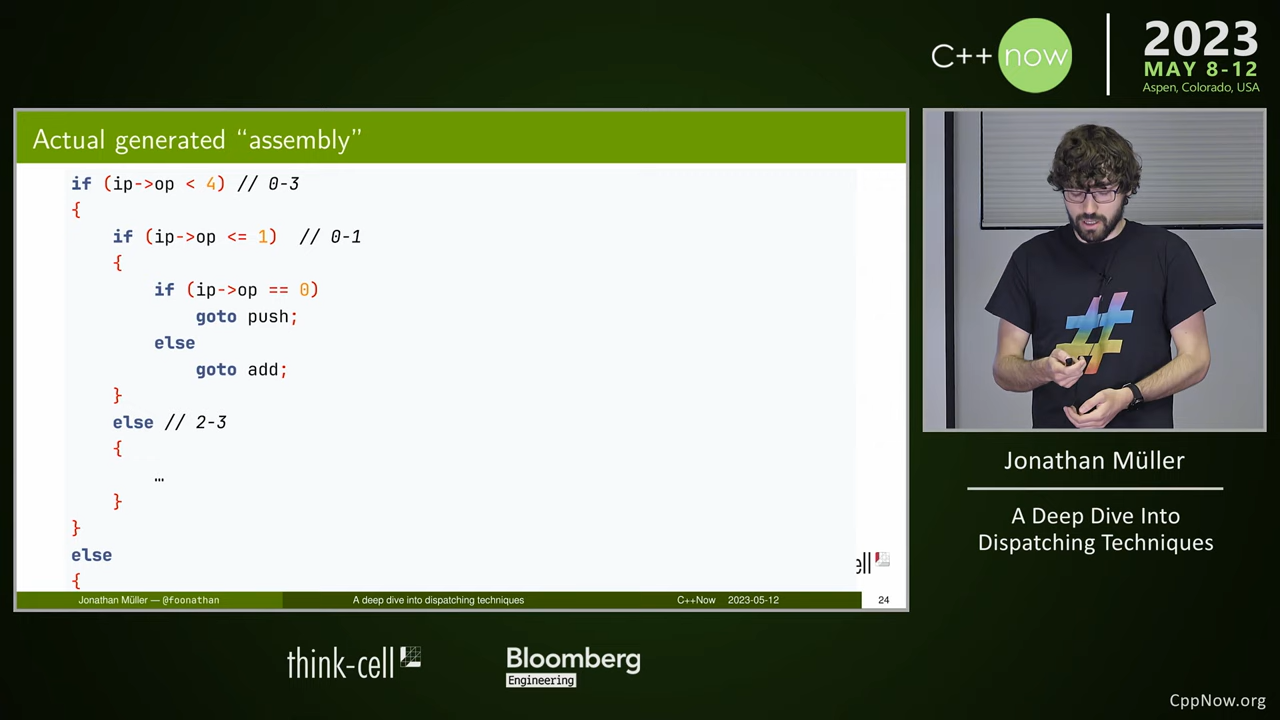 C++ now
2023
MAY 8-12
Aspen, Colorado, USA
Actual generated “assembly”
if (ip->op < 4) // 0-3
{
if (ip->op <= 1) // 0-1
{
if (ip->op == 0)
goto push;
else
goto add;
}
else // 2-3
{
…
}
}
else
{
ell
Jonathan Müller — @foonathan
A deep dive into dispatching techniques
C++Now 2023-05-12
24
#
Jonathan Müller
A Deep Dive Into
Dispatching Techniques
think-cell
Bloomberg
Engineering
CppNow.org